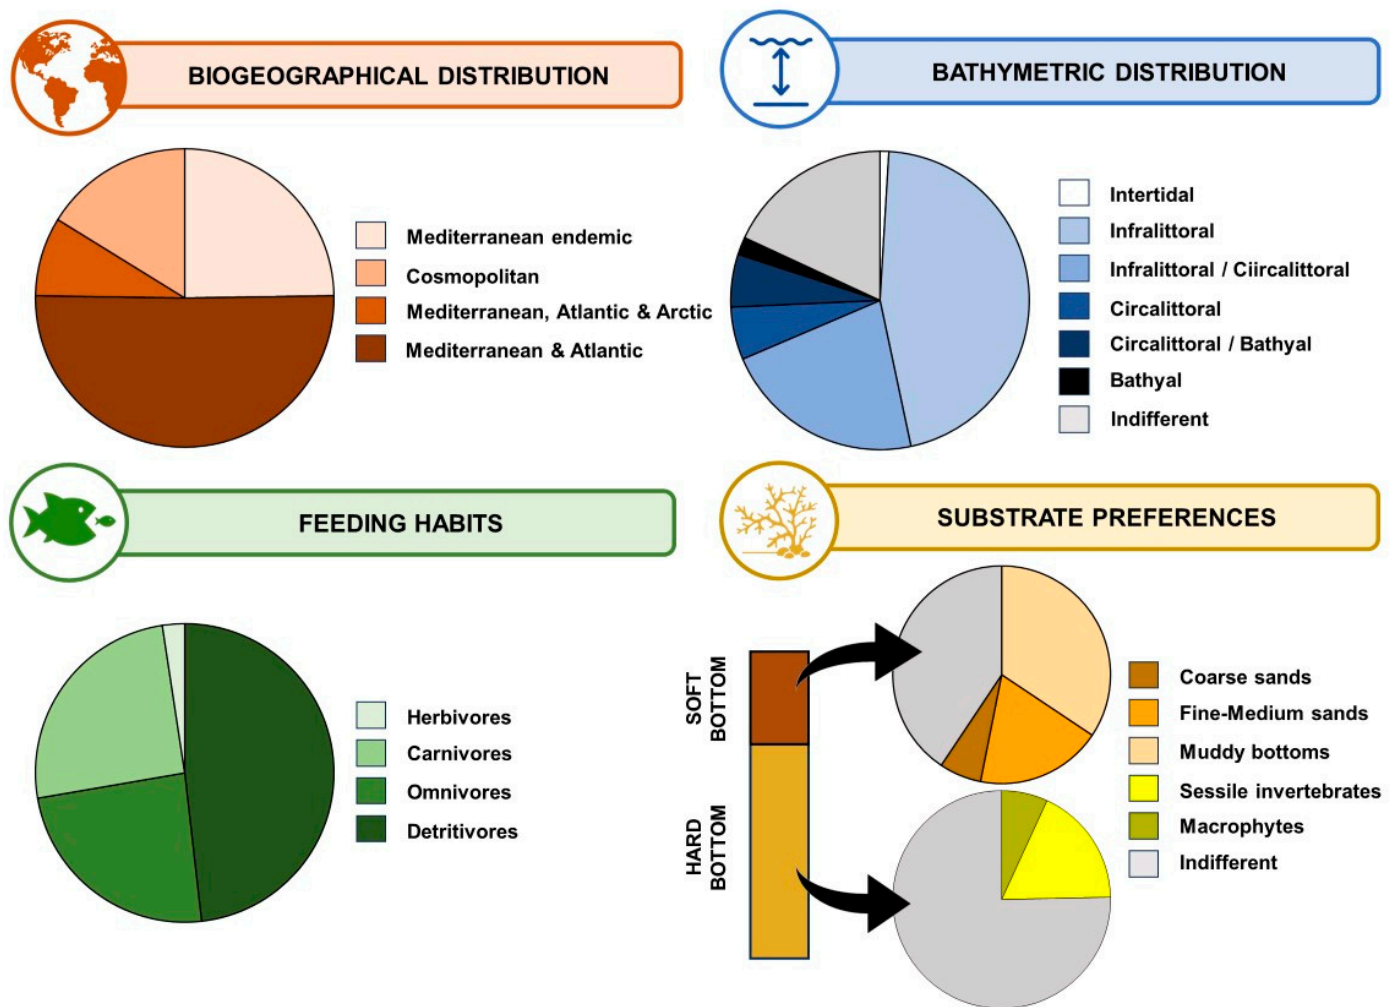 BIOGEOGRAPHICAL DISTRIBUTION
Mediterranean endemic
Cosmopolitan
Mediterranean, Atlantic & Arctic
Mediterranean & Atlantic
BATHYMETRIC DISTRIBUTION
Intertidal
Infralittoral
Infralittoral / Ciircalittoral
Circalittoral
Circalittoral / Bathyal
Bathyal
Indifferent
FEEDING HABITS
Herbivores
Carnivores
Omnivores
Detritivores
SUBSTRATE PREFERENCES
SOFT
BOTTOM
HARD
BOTTOM
Coarse sands
Fine-Medium sands
Muddy bottoms
Sessile invertebrates
Macrophytes
Indifferent